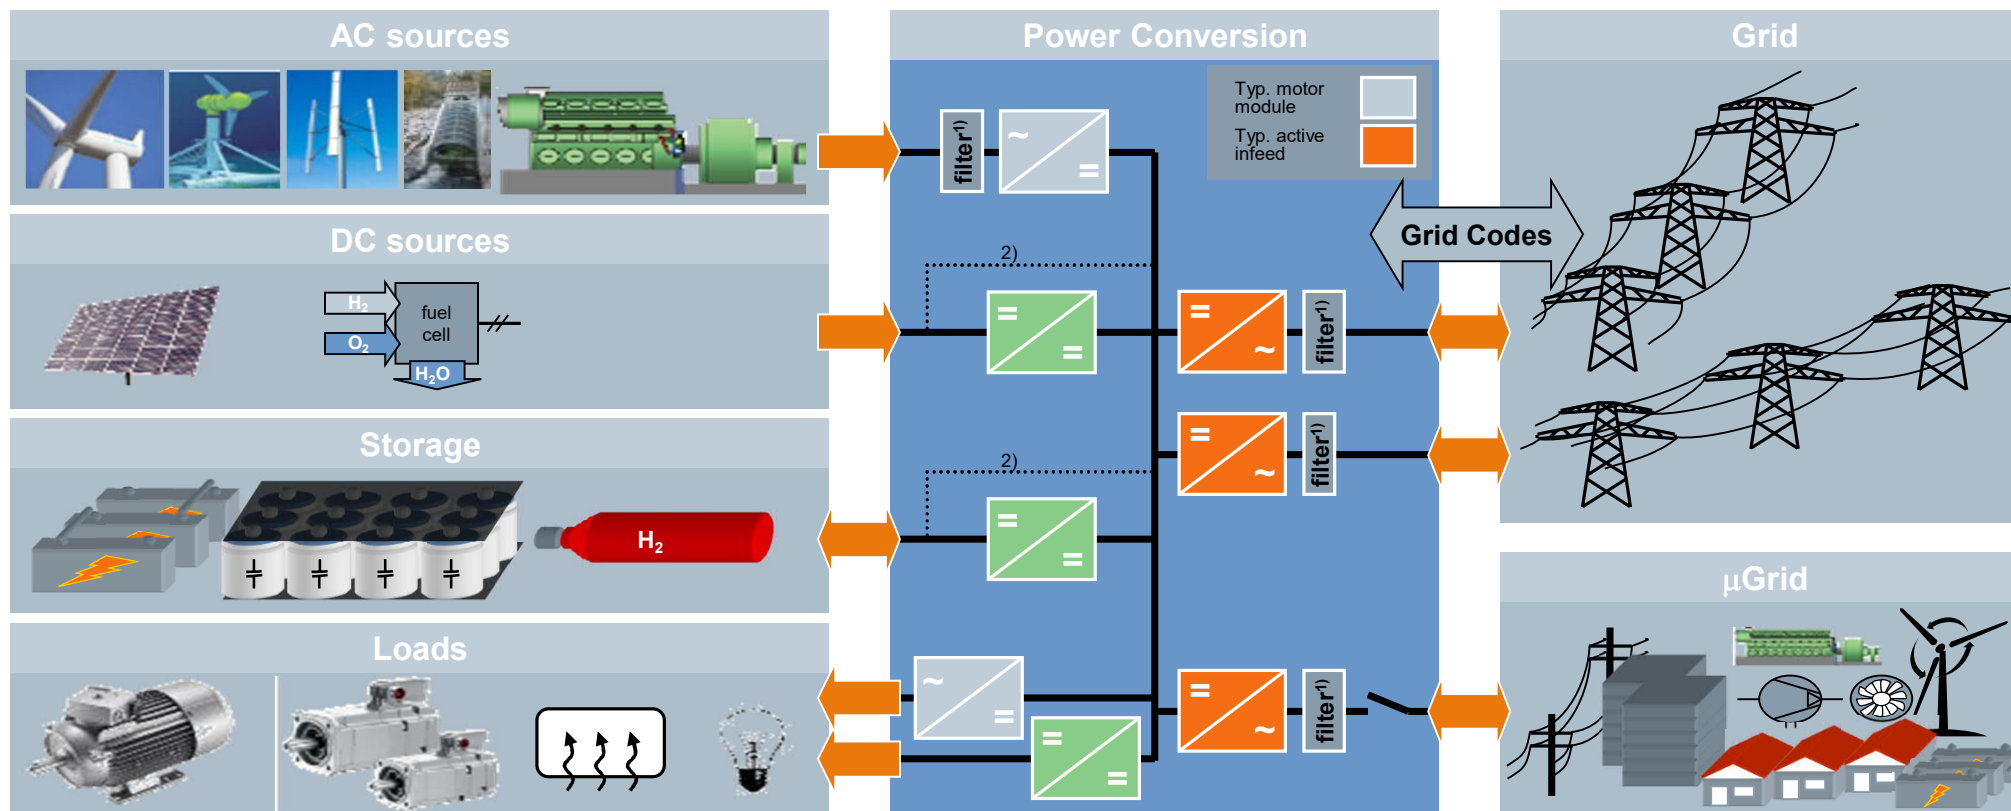 AC sources
Power Conversion
Grid
Typ. motor
module
Typ. active
infeed
filter¹⁾
~
=
Grid Codes
DC sources
2)
H₂
O₂
fuel
cell
H₂O
=
=
=
~
filter¹⁾
Storage
=
~
filter¹⁾
2)
H₂
=
=
µGrid
Loads
~
=
=
~
filter¹⁾
=
=